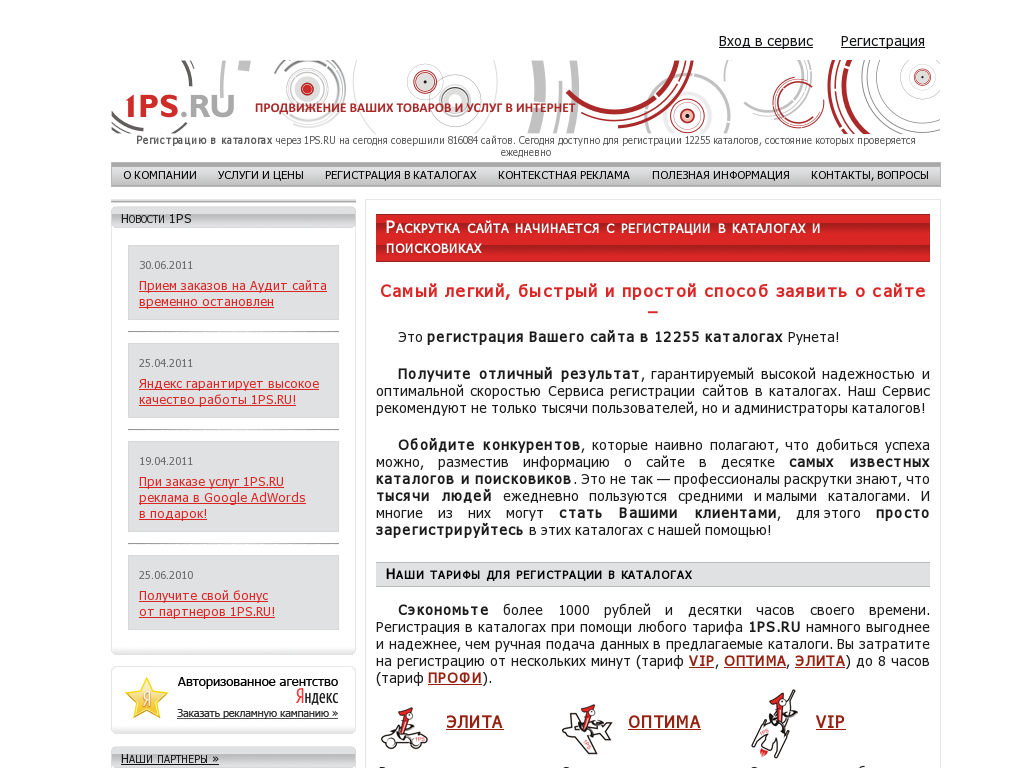 Вход в сервис Регистрация
1PS.RU ПРОДВИЖЕНИЕ ВАШИХ ТОВАРОВ И УСЛУГ В ИНТЕРНЕТ
Регистрацию в каталогах через 1PS.RU на сегодня совершили 816084 сайтов. Сегодня доступно для регистрации 12255 каталогов, состояние которых проверяется
ежедневно
О КОМПАНИИ УСЛУГИ И ЦЕНЫ РЕГИСТРАЦИЯ В КАТАЛОГАХ КОНТЕКСТНАЯ РЕКЛАМА ПОЛЕЗНАЯ ИНФОРМАЦИЯ КОНТАКТЫ, ВОПРОСЫ
Новости 1PS
30.06.2011
Прием заказов на Аудит сайта
временно остановлен
25.04.2011
Яндекс гарантирует высокое
качество работы 1PS.RU!
19.04.2011
При заказе услуг 1PS.RU
реклама в Google AdWords
в подарок!
25.06.2010
Получите свой бонус
от партнеров 1PS.RU!
Авторизованное агентство
Яндекс
Заказать рекламную кампанию »
Наши партнеры »
Раскрутка сайта начинается с регистрации в каталогах и
поисковиках
Самый легкий, быстрый и простой способ заявить о сайте
–
Это регистрация Вашего сайта в 12255 каталогах Рунета!
Получите отличный результат, гарантируемый высокой надежностью и
оптимальной скоростью Сервиса регистрации сайтов в каталогах. Наш Сервис
рекомендуют не только тысячи пользователей, но и администраторы каталогов!
Обойдите конкурентов, которые наивно полагают, что добиться успеха
можно, разместив информацию о сайте в десятке самых известных
каталогов и поисковиков. Это не так — профессионалы раскрутки знают, что
тысячи людей ежедневно пользуются средними и малыми каталогами. И
многие из них могут стать Вашими клиентами, для этого просто
зарегистрируйтесь в этих каталогах с нашей помощью!
Наши тарифы для регистрации в каталогах
Сэкономьте более 1000 рублей и десятки часов своего времени.
Регистрация в каталогах при помощи любого тарифа 1PS.RU намного выгоднее
и надежнее, чем ручная подача данных в предлагаемые каталоги. Вы затратите
на регистрацию от нескольких минут (тариф VIP, ОПТИМА, ЭЛИТА) до 8 часов
(тариф ПРОФИ).
ЭЛИТА ОПТИМА VIP